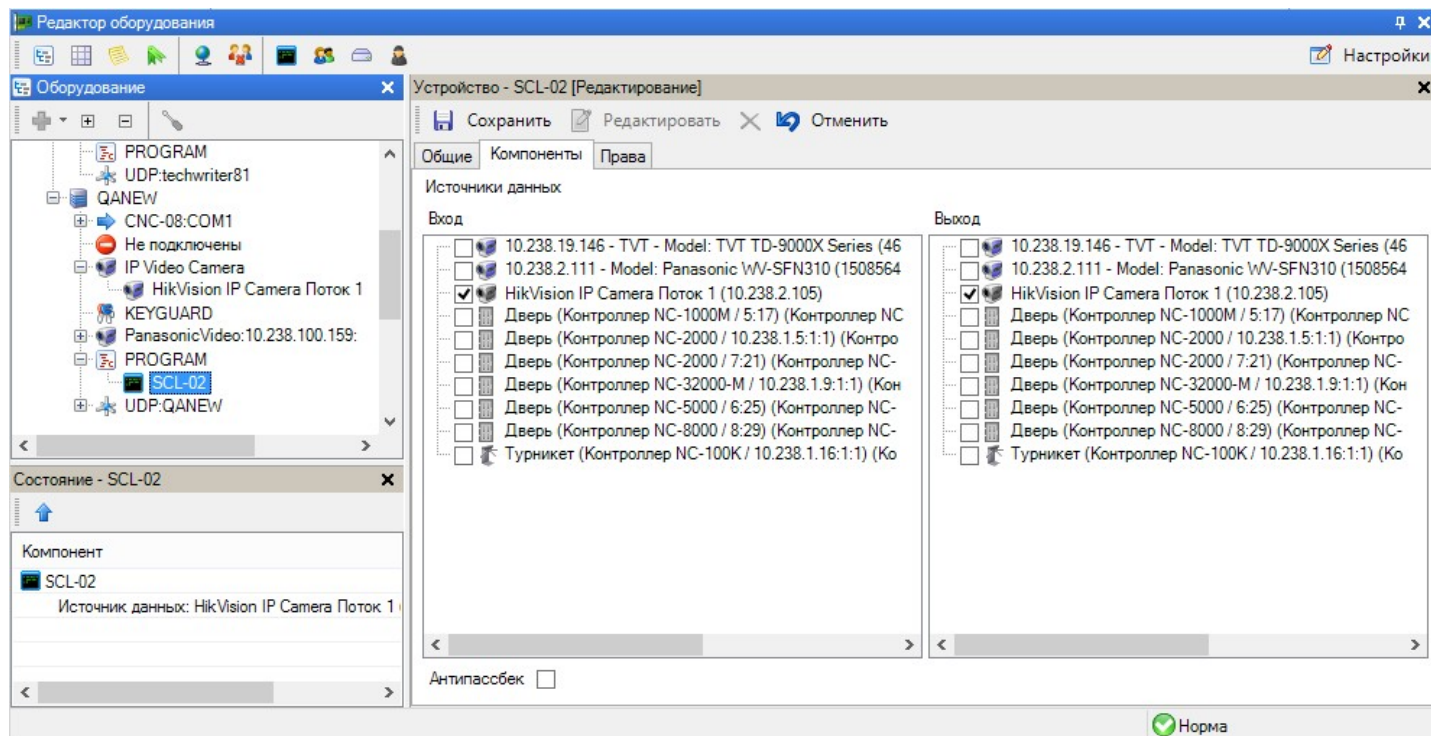 Редактор оборудования
Настройки
Оборудование
PROGRAM
UDP:techwriter81
QANEW
CNC-08:COM1
Не подключены
IP Video Camera
HikVision IP Camera Поток 1
KEYGUARD
PanasonicVideo:10.238.100.159:
PROGRAM
SCL-02
UDP:QANEW
Состояние - SCL-02
Компонент
SCL-02
Источник данных: HikVision IP Camera Поток 1
Устройство - SCL-02 [Редактирование]
Сохранить Редактировать Отменить
Общие Компоненты Права
Источники данных
Вход
10.238.19.146 - TVT - Model: TVT TD-9000X Series (46
10.238.2.111 - Model: Panasonic WV-SFN310 (1508564
HikVision IP Camera Поток 1 (10.238.2.105)
Дверь (Контроллер NC-1000M / 5:17) (Контроллер NC
Дверь (Контроллер NC-2000 / 10.238.1.5:1:1) (Контро
Дверь (Контроллер NC-2000 / 7:21) (Контроллер NC-
Дверь (Контроллер NC-32000-M / 10.238.1.9:1:1) (Кон
Дверь (Контроллер NC-5000 / 6:25) (Контроллер NC-
Дверь (Контроллер NC-8000 / 8:29) (Контроллер NC-
Турникет (Контроллер NC-100K / 10.238.1.16:1:1) (Ко
Выход
10.238.19.146 - TVT - Model: TVT TD-9000X Series (46
10.238.2.111 - Model: Panasonic WV-SFN310 (1508564
HikVision IP Camera Поток 1 (10.238.2.105)
Дверь (Контроллер NC-1000M / 5:17) (Контроллер NC
Дверь (Контроллер NC-2000 / 10.238.1.5:1:1) (Контро
Дверь (Контроллер NC-2000 / 7:21) (Контроллер NC-
Дверь (Контроллер NC-32000-M / 10.238.1.9:1:1) (Кон
Дверь (Контроллер NC-5000 / 6:25) (Контроллер NC-
Дверь (Контроллер NC-8000 / 8:29) (Контроллер NC-
Турникет (Контроллер NC-100K / 10.238.1.16:1:1) (Ко
Антипассбек
Норма